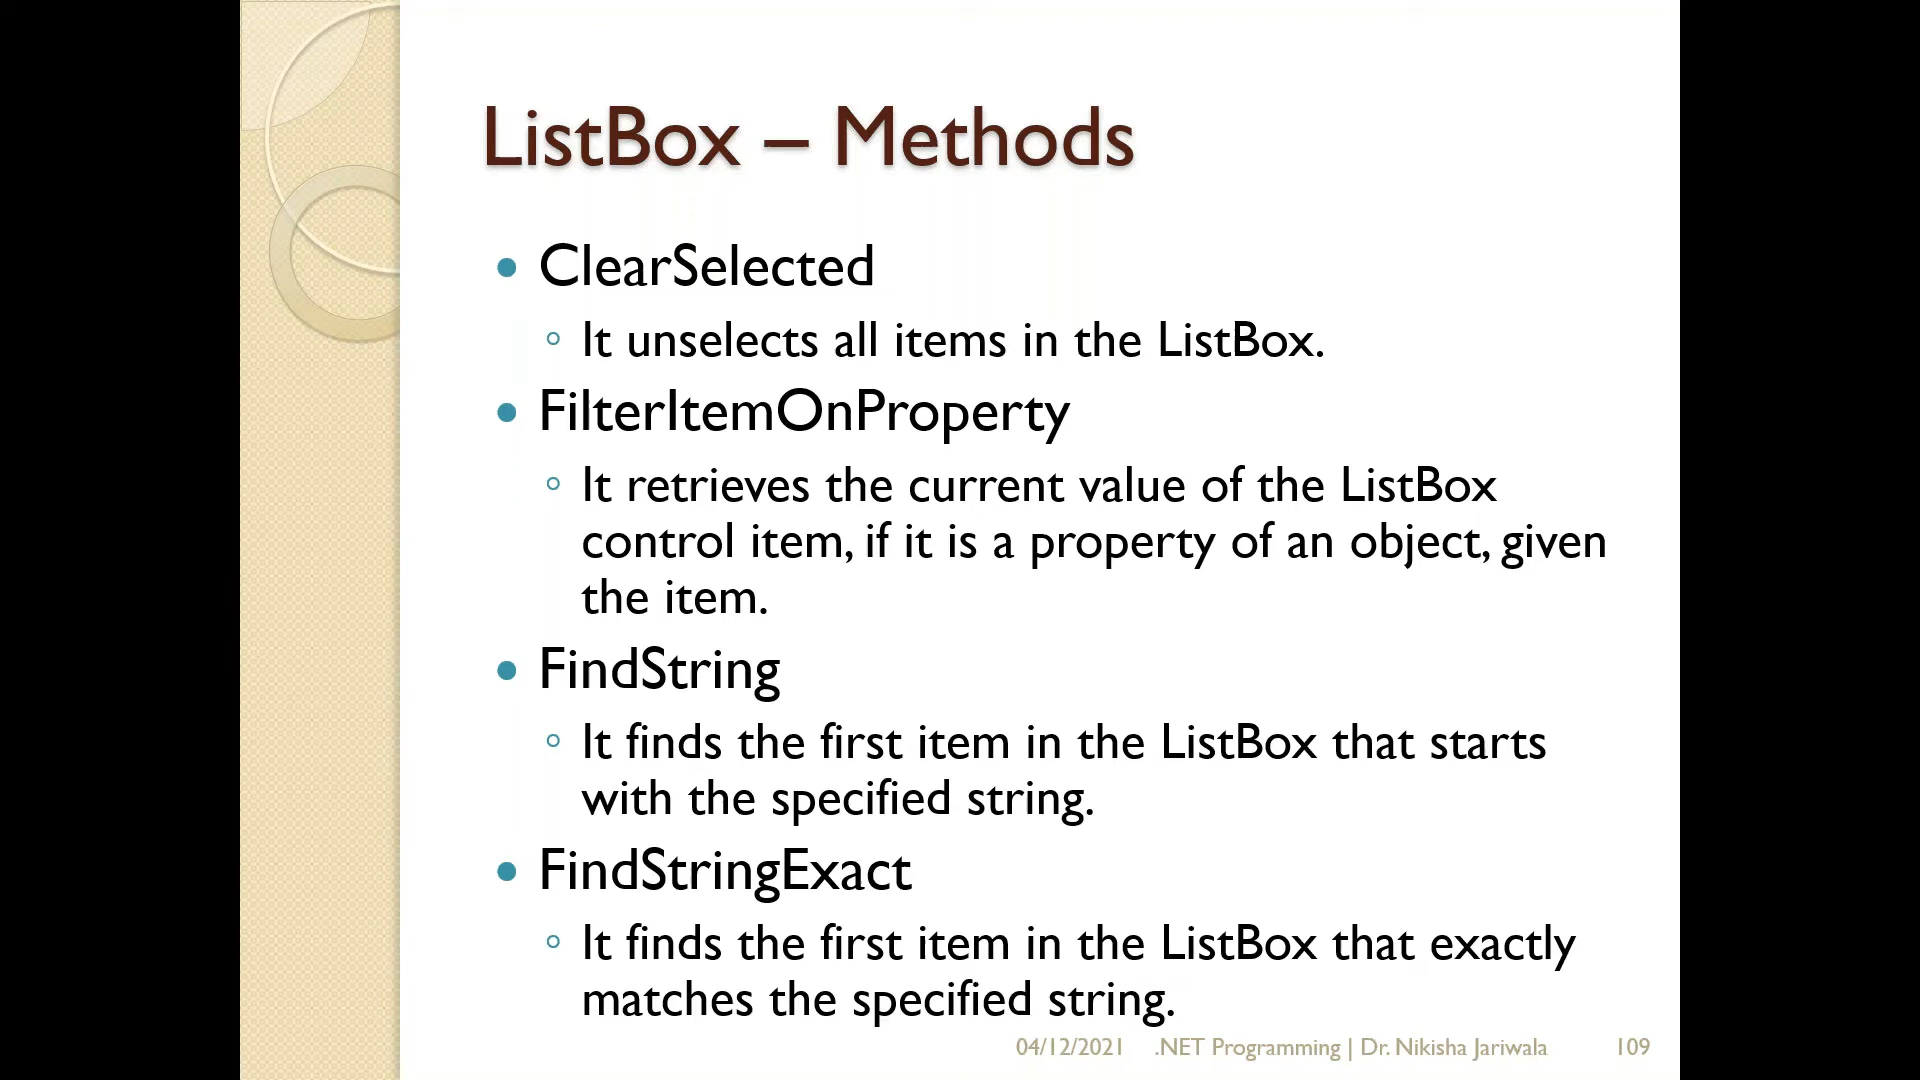 ListBox – Methods
• ClearSelected
◦ It unselects all items in the ListBox.
• FilterItemOnProperty
◦ It retrieves the current value of the ListBox
control item, if it is a property of an object, given
the item.
• FindString
◦ It finds the first item in the ListBox that starts
with the specified string.
• FindStringExact
◦ It finds the first item in the ListBox that exactly
matches the specified string.
04/12/2021 .NET Programming | Dr. Nikisha Jariwala 109